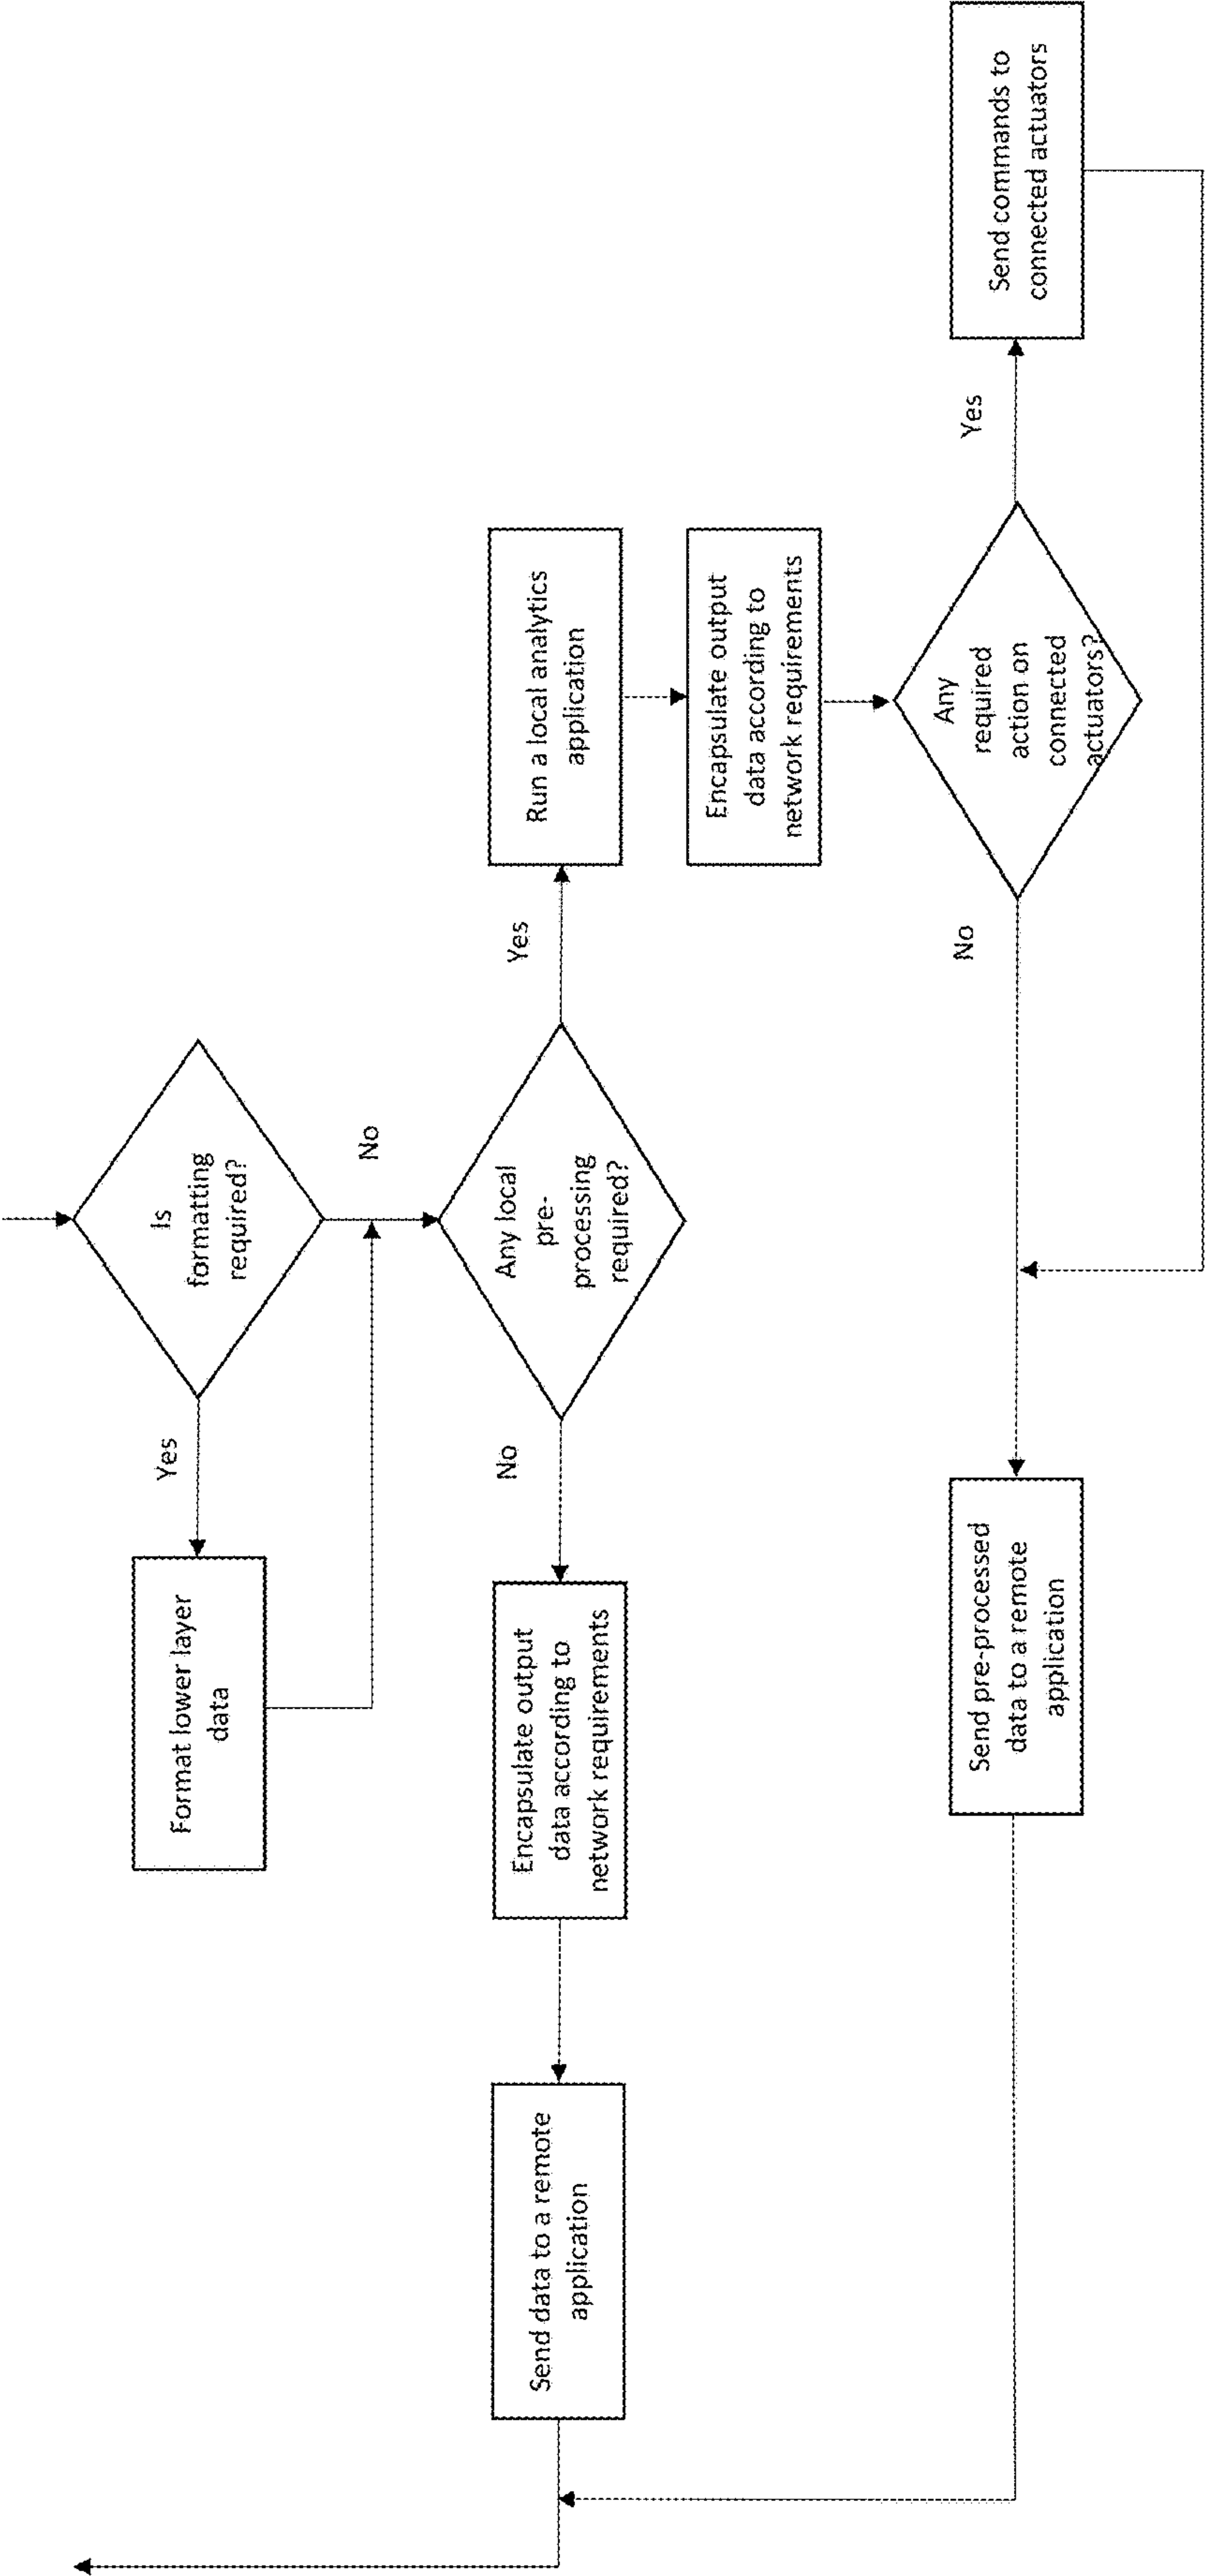 Is
formatting
required?
Yes
Format lower layer
data
No
Any local
pre-
processing
required?
Yes
Run a local analytics
application
Encapsulate output
data according to
network requirements
No
Encapsulate output
data according to
network requirements
Send data to a remote
application
Any
required
action on
connected
actuators?
Yes
Send commands to
connected actuators
No
Send pre-processed
data to a remote
application